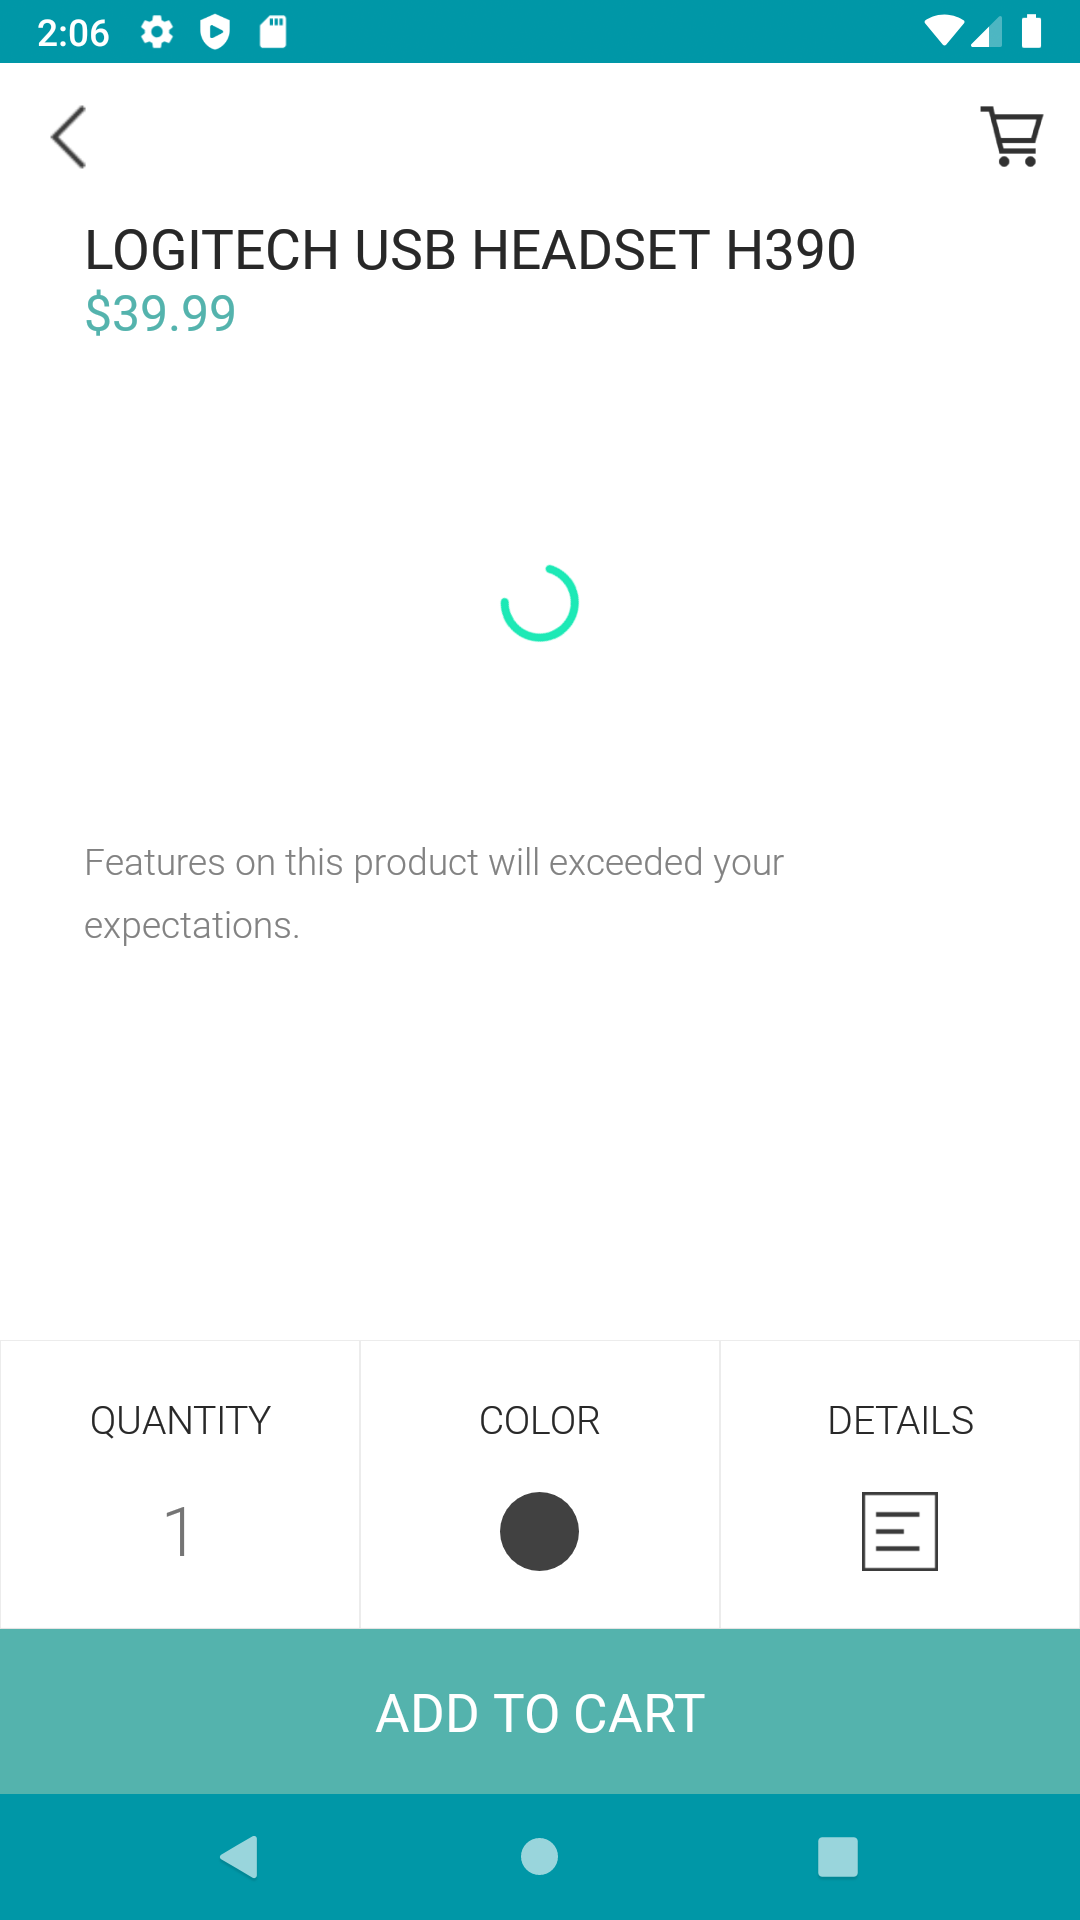 2:06
LOGITECH USB HEADSET H390
$39.99
Features on this product will exceeded your
expectations.
QUANTITY
COLOR
DETAILS
1
ADD TO CART